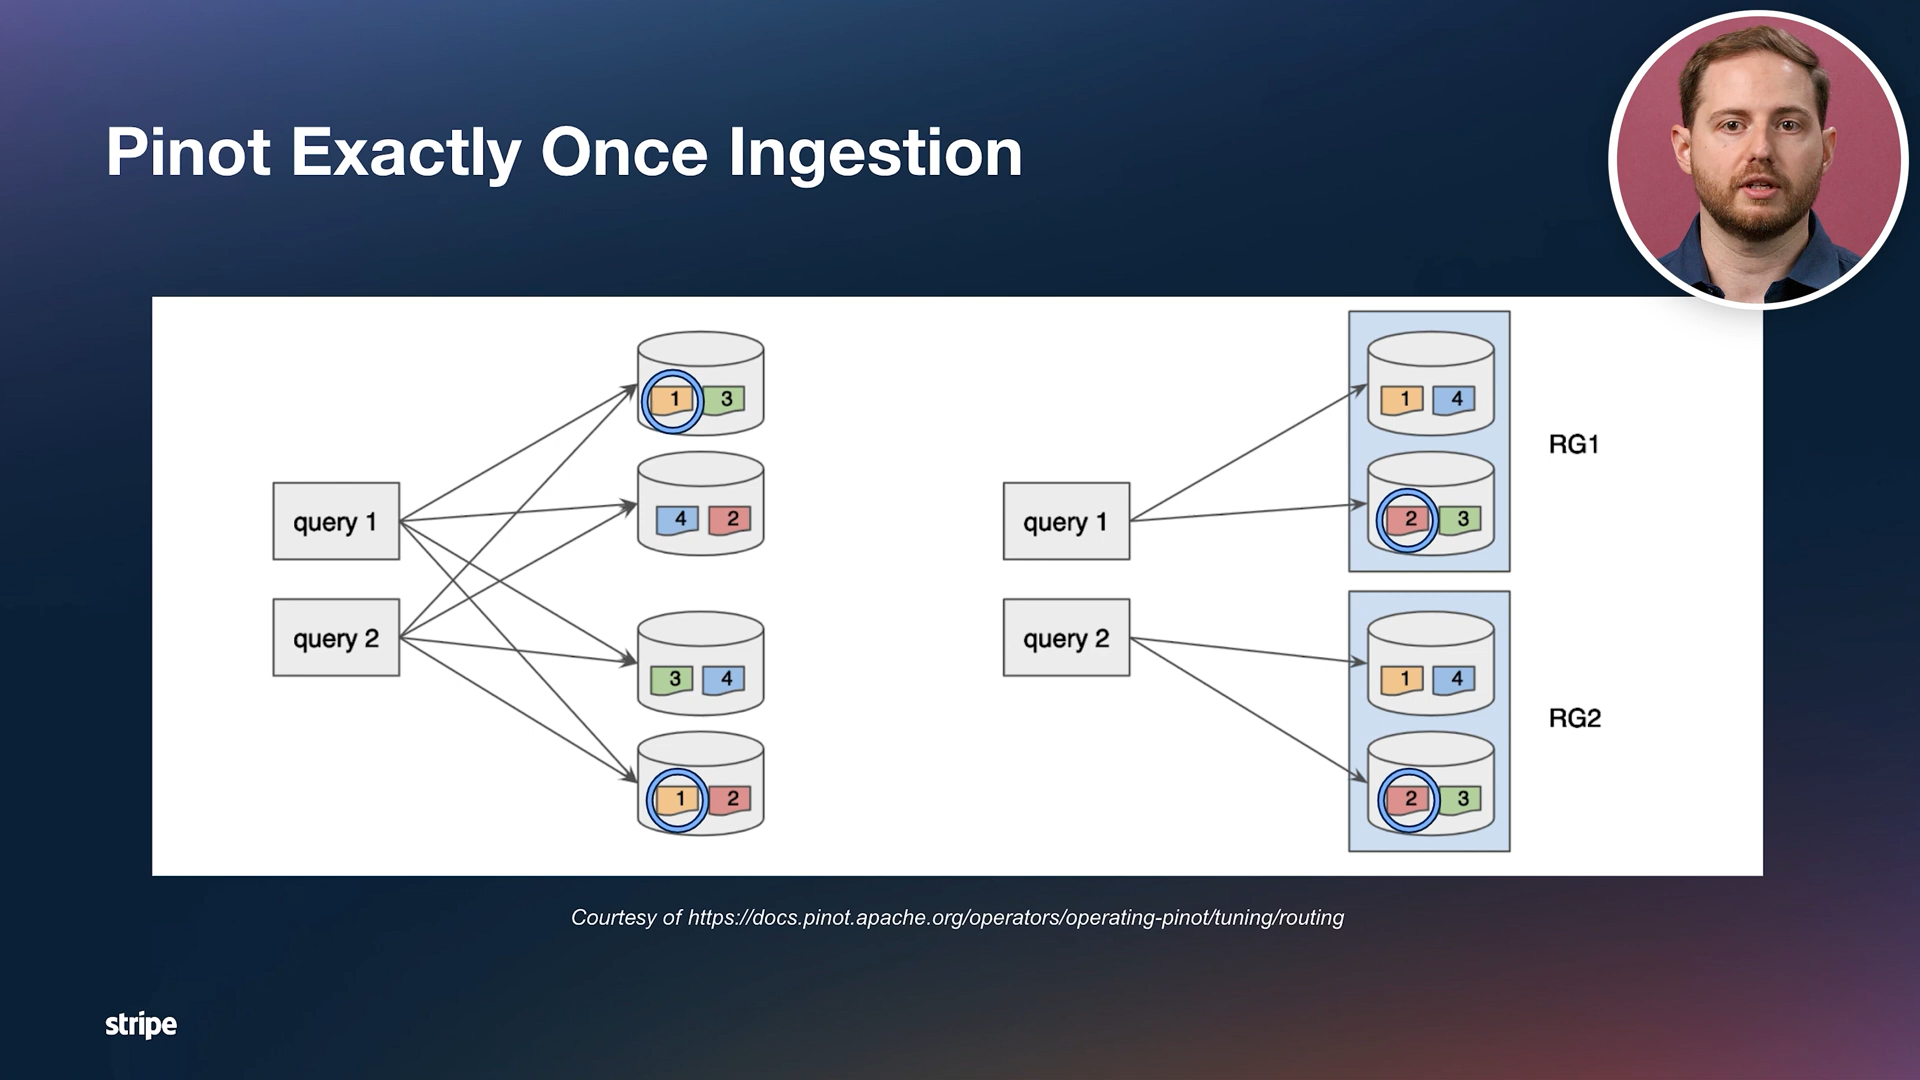 Pinot Exactly Once Ingestion
query 1
query 2
1 3
4 2
3 4
1 2
query 1
query 2
1 4
2 3
RG1
1 4
2 3
RG2
Courtesy of https://docs.pinot.apache.org/operators/operating-pinot/tuning/routing
stripe